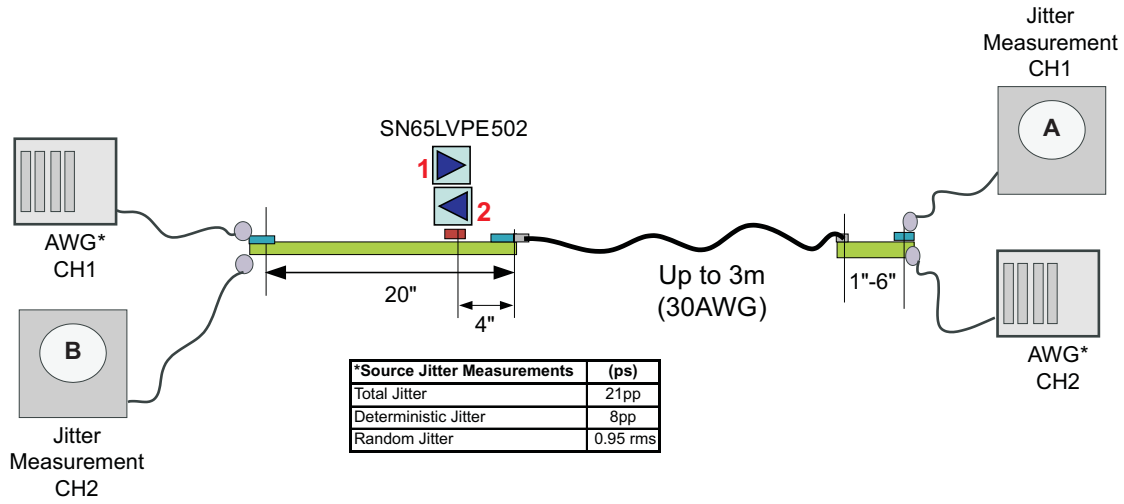 Jitter
Measurement
CH1
A
SN65LVPE502
1
2
AWG*
CH1
20"
4"
Up to 3m
(30AWG)
1"-6"
B
Jitter
Measurement
CH2
AWG*
CH2
*Source Jitter Measurements (ps)
Total Jitter 21pp
Deterministic Jitter 8pp
Random Jitter 0.95 rms